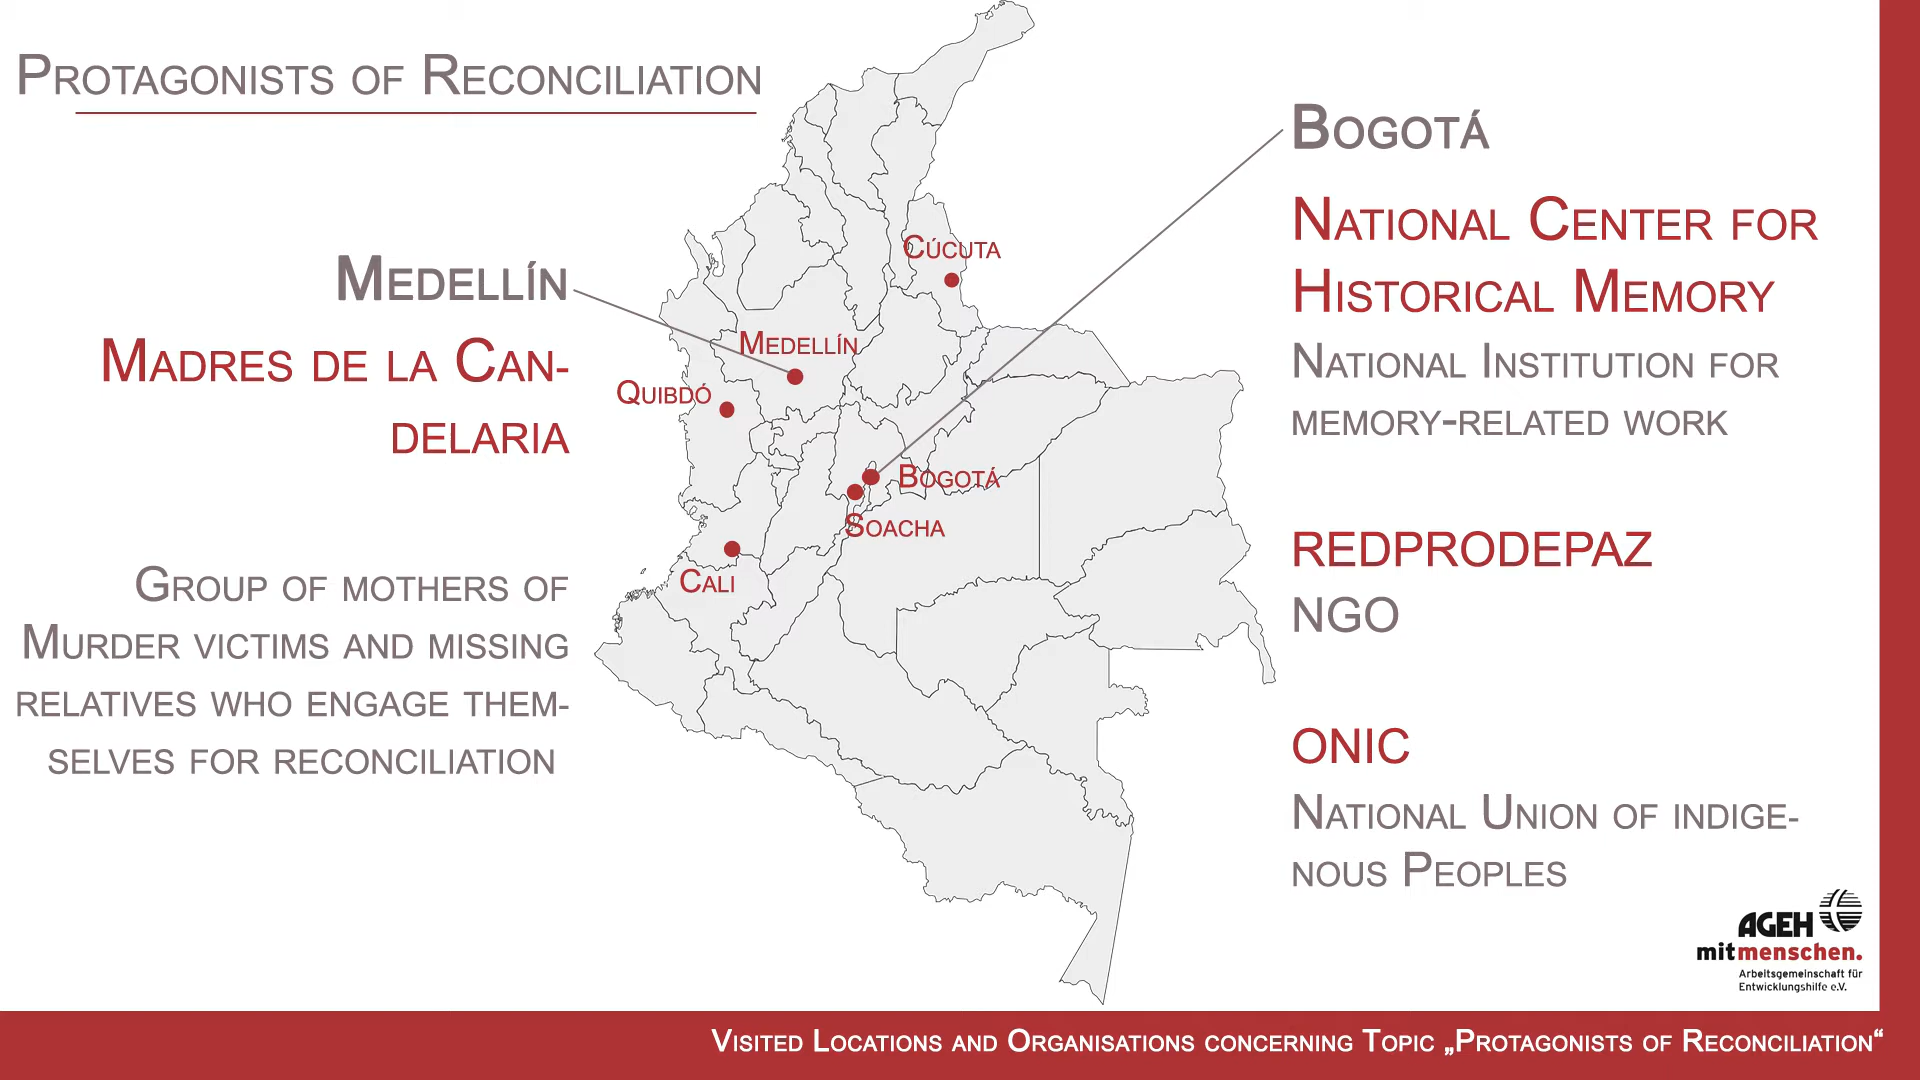 Protagonists of Reconciliation
Medellín
Madres de la Can-
delaria
Group of mothers of
Murder victims and missing
relatives who engage them-
selves for reconciliation
Cúcuta
Medellín
Quibdó
Bogotá
Soacha
Cali
Bogotá
National Center for
Historical Memory
National Institution for
memory-related work
REDPRODEPAZ
NGO
ONIC
National Union of indige-
nous Peoples
AGEH
mitmenschen.
Arbeitsgemeinschaft für
Entwicklungshilfe e.V.
Visited Locations and Organisations concerning Topic „Protagonists of Reconciliation“